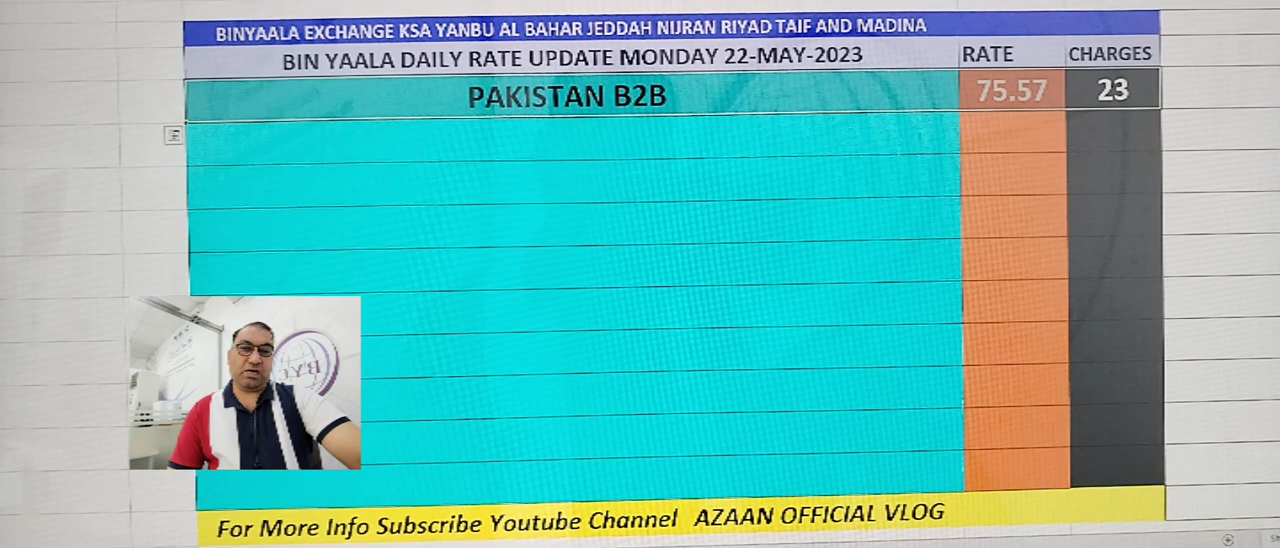 BINYAALA EXCHANGE KSA YANBU AL BAHAR JEDDAH NIJRAN RIYAD TAIF AND MADINA
BIN YAALA DAILY RATE UPDATE MONDAY 22-MAY-2023 RATE CHARGES
PAKISTAN B2B 75.57 23
For More Info Subscribe Youtube Channel AZAAN OFFICIAL VLOG